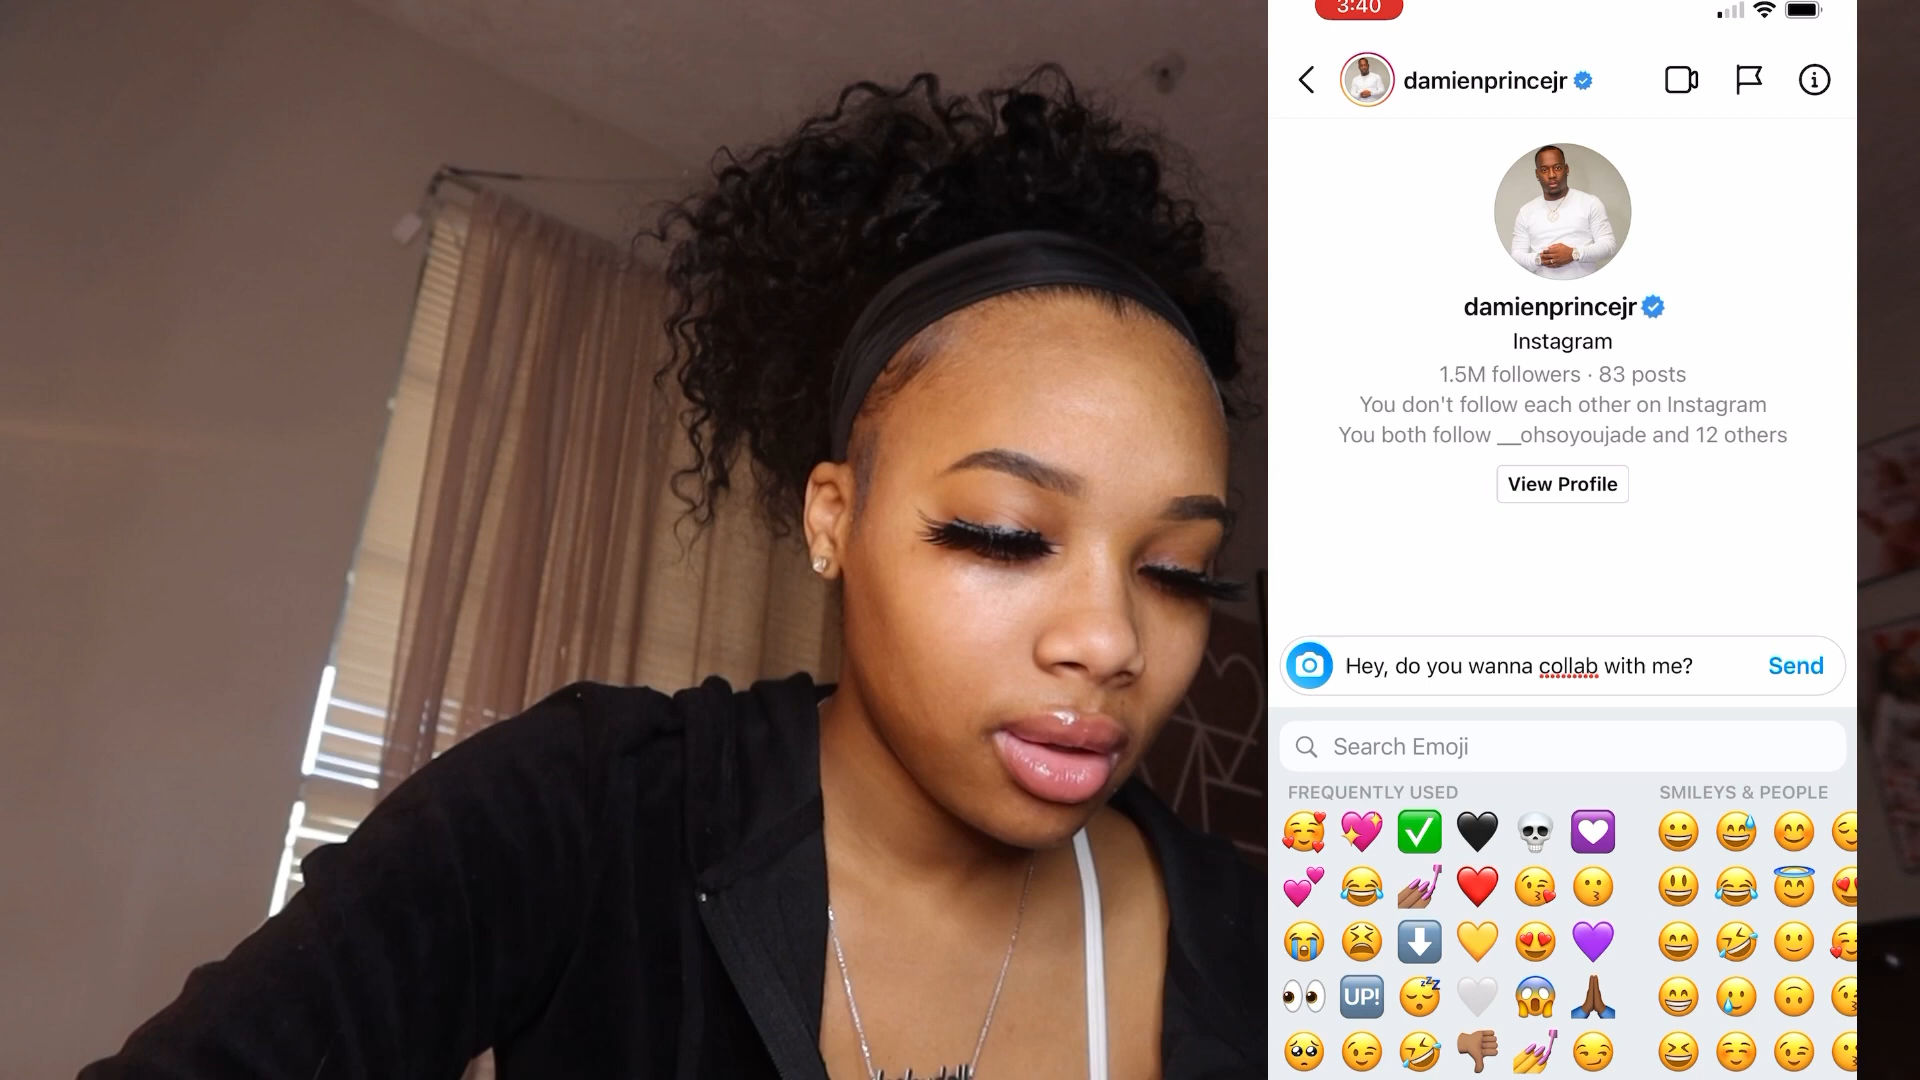 3:40
damienprincejr
damienprincejr
Instagram
1.5M followers · 83 posts
You don't follow each other on Instagram
You both follow __ohsoyoujade and 12 others
View Profile
Hey, do you wanna collab with me?
Send
Search Emoji
FREQUENTLY USED
SMILEYS & PEOPLE
UP!